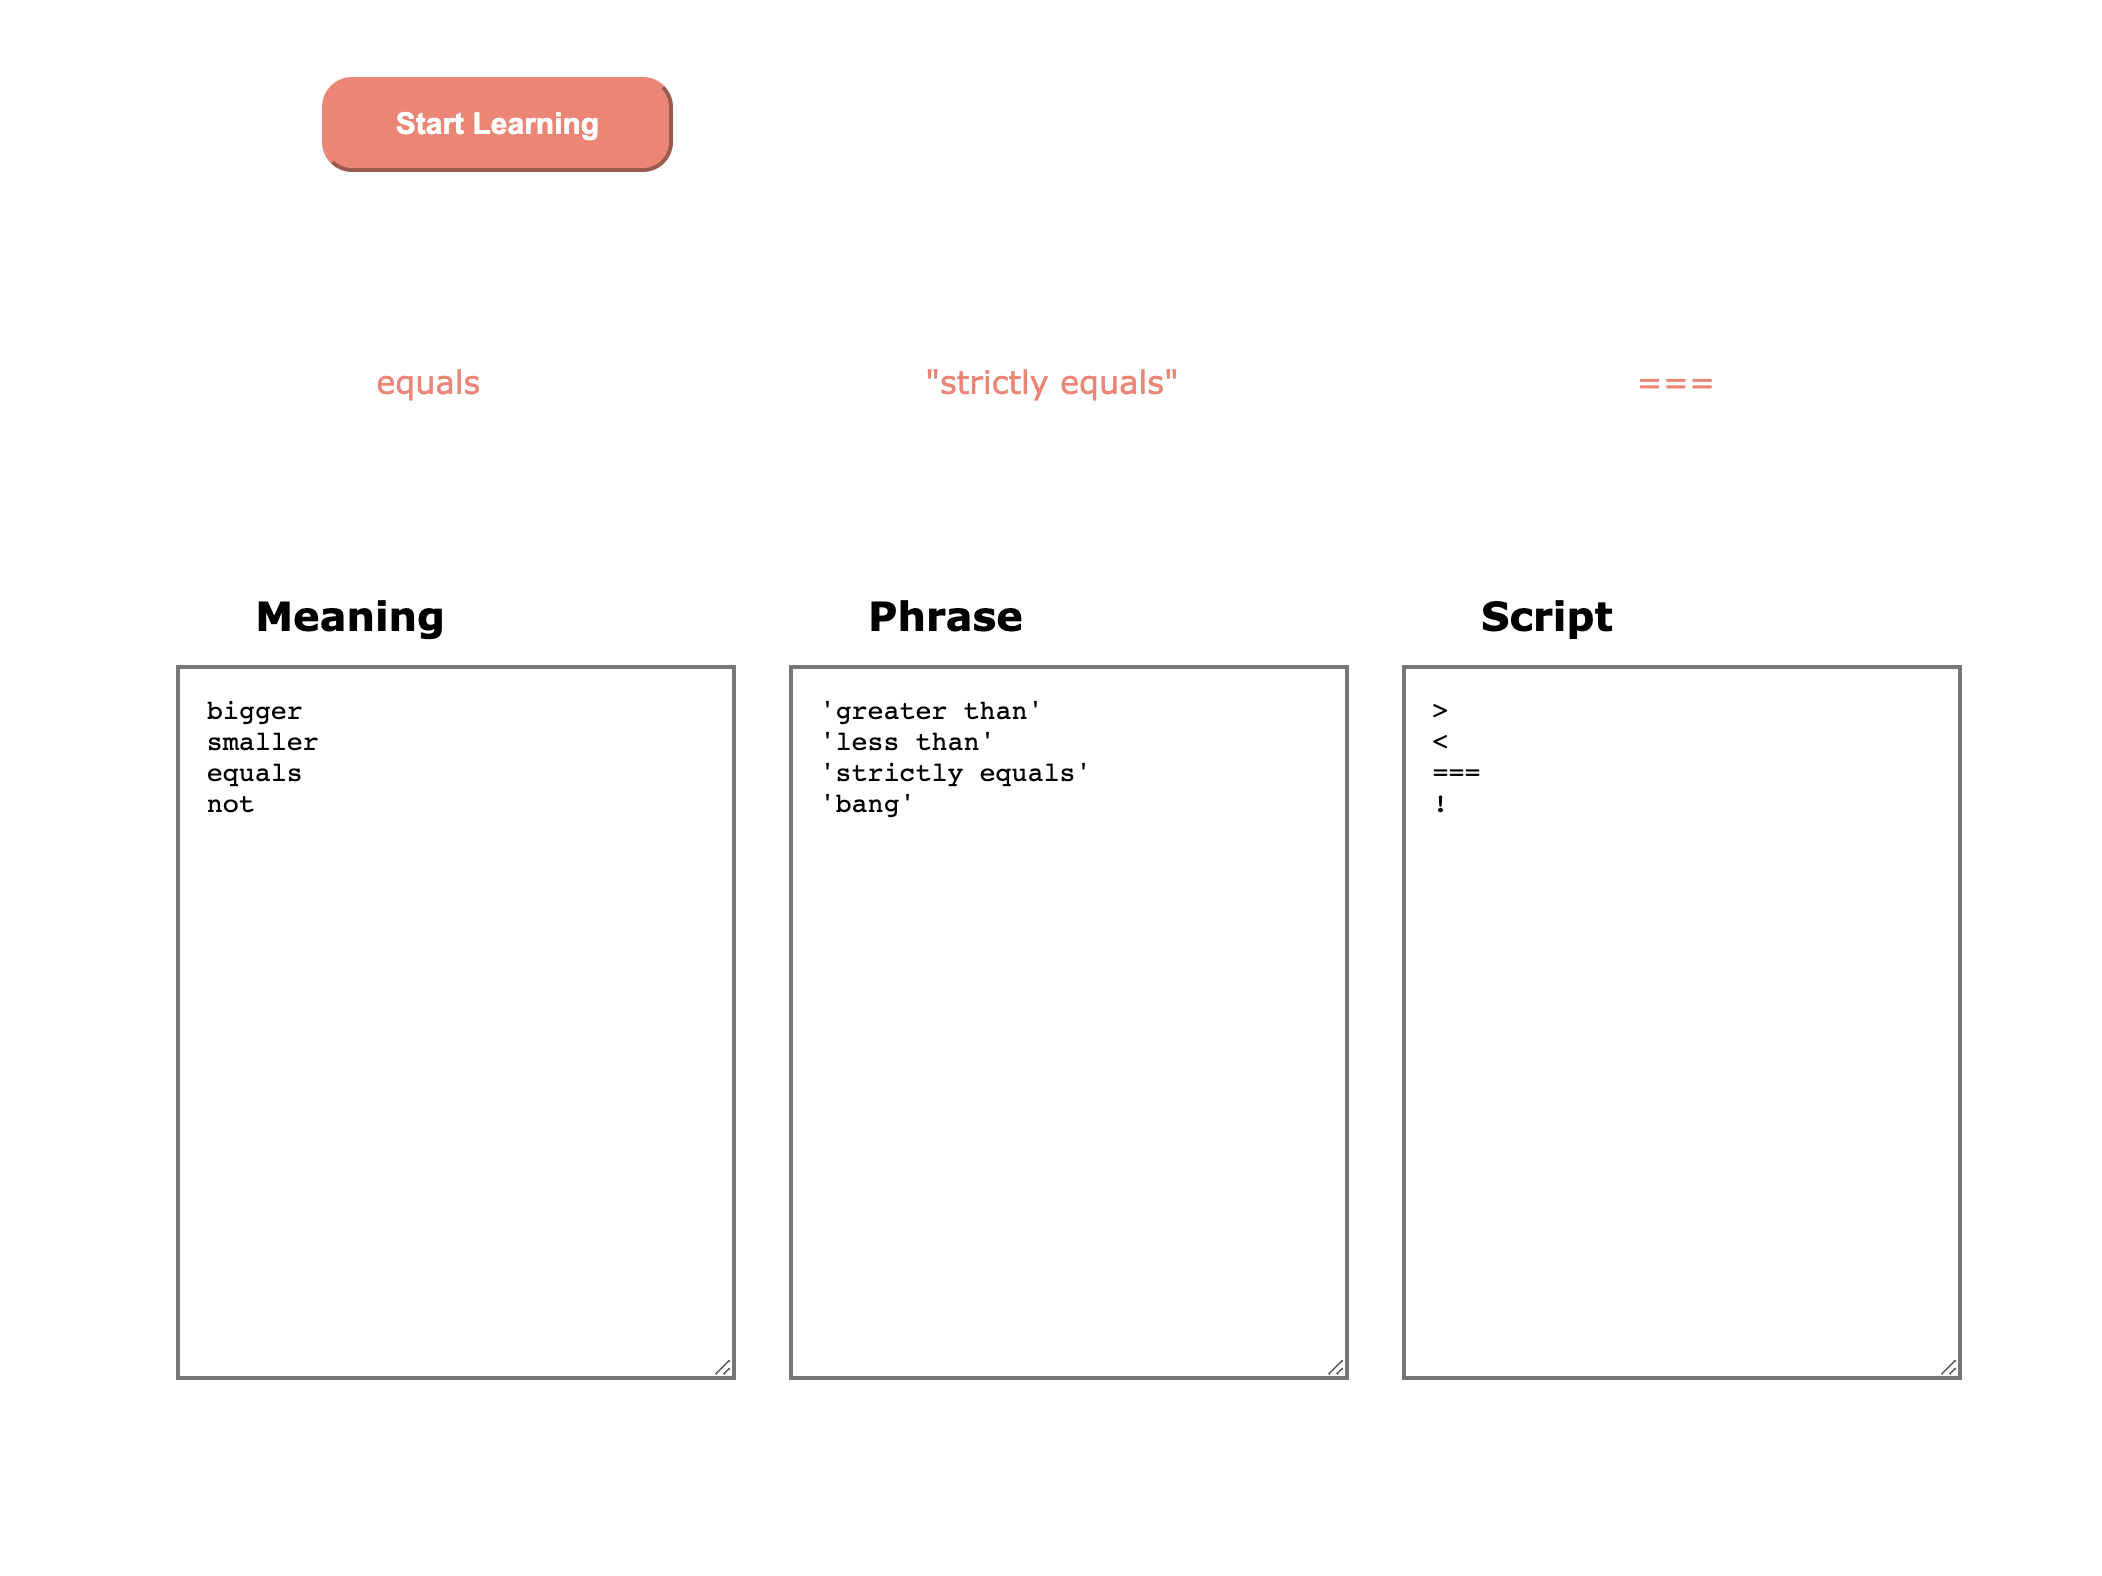 Start Learning
equals
"strictly equals"
===
Meaning
bigger
smaller
equals
not
Phrase
'greater than'
'less than'
'strictly equals'
'bang'
Script
>
<
===
!